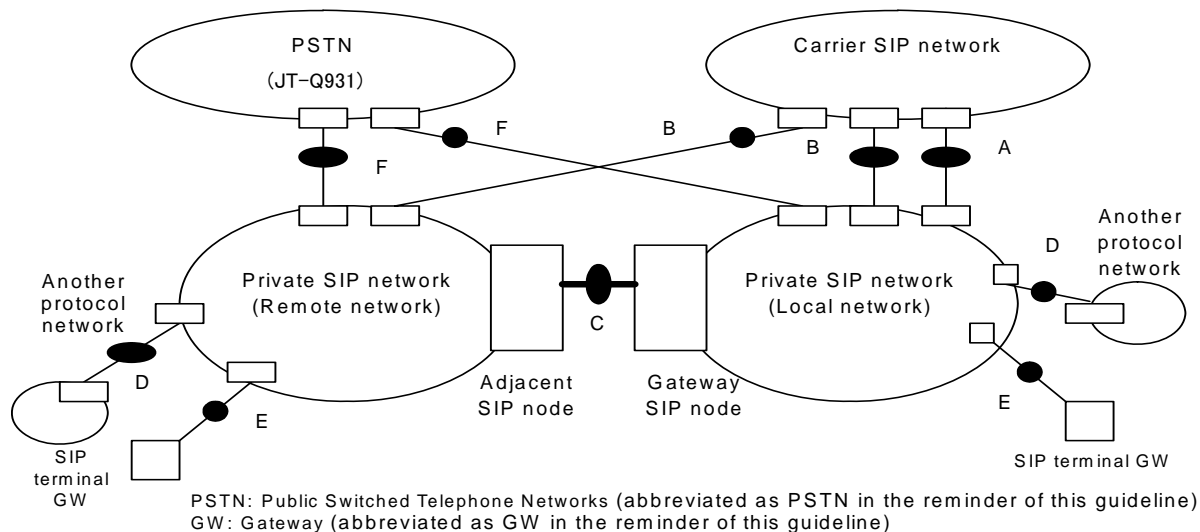 PSTN
(JT-Q931)
Carrier SIP network
F
B
F
B
A
Another
protocol
network
D
Another
protocol
network
D
Private SIP network
(Remote network)
C
Private SIP network
(Local network)
D
E
Adjacent
SIP node
Gateway
SIP node
E
SIP
terminal
GW
SIP terminal GW
PSTN: Public Switched Telephone Networks (abbreviated as PSTN in the reminder of this guideline)
GW: Gateway (abbreviated as GW in the reminder of this guideline)